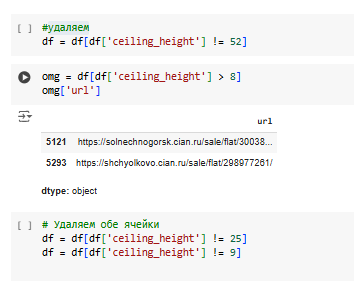 [ ] #удаляем
df = df[df['ceiling_height'] != 52]
omg = df[df['ceiling_height'] > 8]
omg['url']
url
5121 https://solnechnogorsk.cian.ru/sale/flat/30038...
5293 https://shchyolkovo.cian.ru/sale/flat/298977261/
dtype: object
[ ] # Удаляем обе ячейки
df = df[df['ceiling_height'] != 25]
df = df[df['ceiling_height'] != 9]